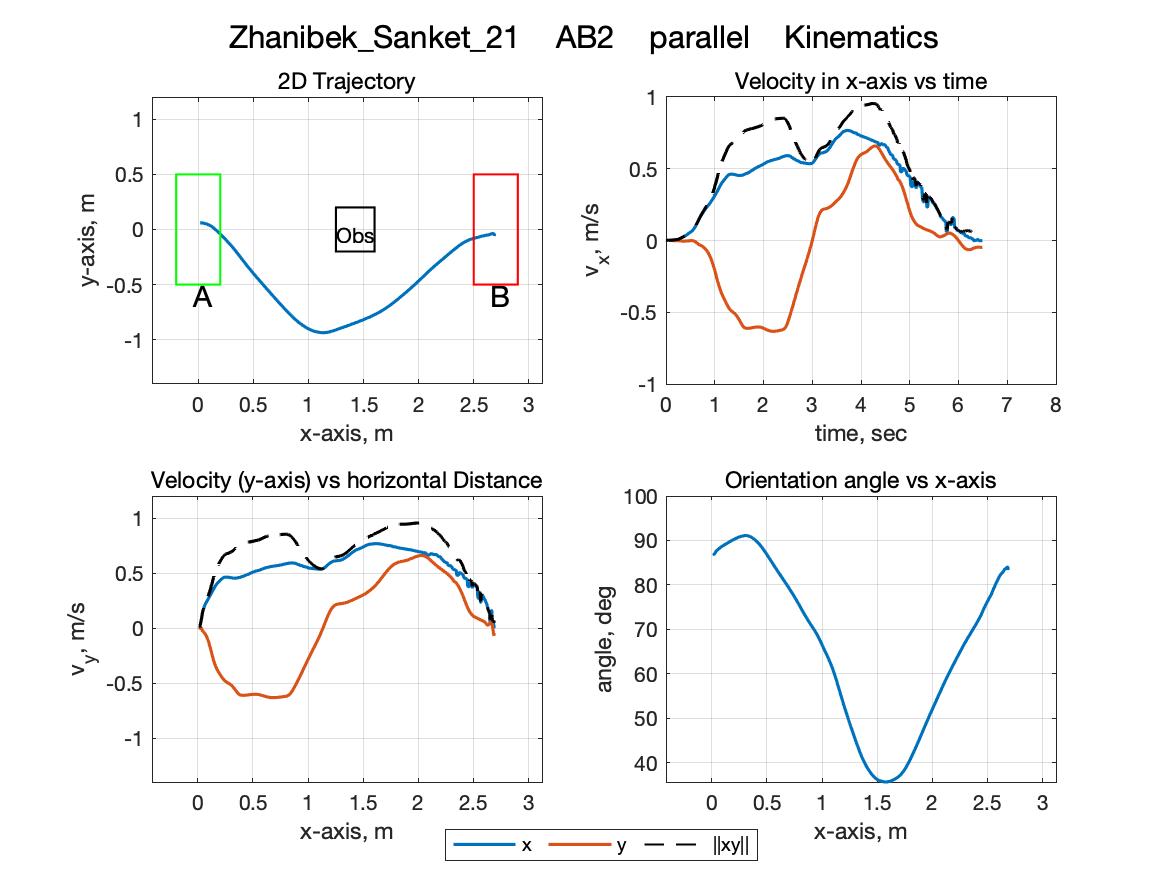 Zhanibek_Sanket_21 AB2 parallel Kinematics
2D Trajectory
1
0.5
0
-0.5
-1
y-axis, m
A
Obs
B
0 0.5 1 1.5 2 2.5 3
x-axis, m
Velocity in x-axis vs time
1
0.5
0
-0.5
-1
v_x, m/s
0 1 2 3 4 5 6 7 8
time, sec
Velocity (y-axis) vs horizontal Distance
1
0.5
0
-0.5
-1
v_y, m/s
0 0.5 1 1.5 2 2.5 3
x-axis, m
Orientation angle vs x-axis
100
90
80
70
60
50
40
angle, deg
0 0.5 1 1.5 2 2.5 3
x-axis, m
x y ||xy||